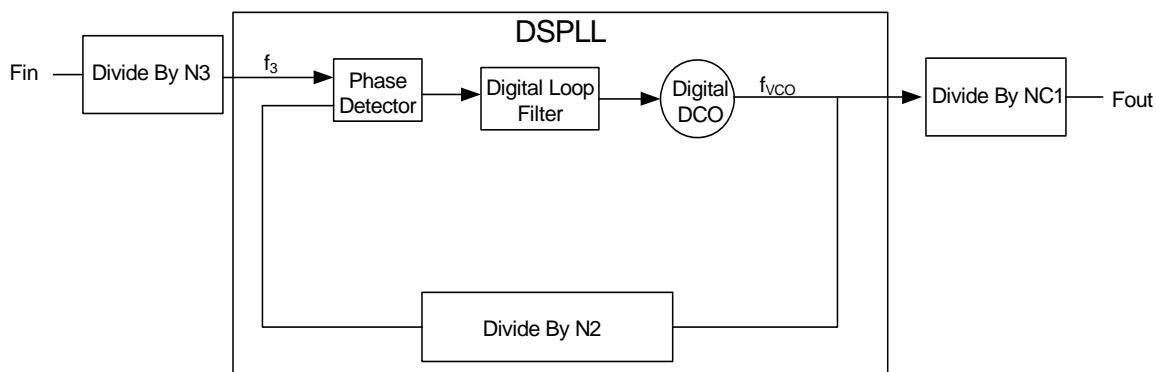 DSPLL
Fin
Divide By N3
f3
Phase
Detector
Digital Loop
Filter
Digital
DCO
fVCO
Divide By NC1
Fout
Divide By N2